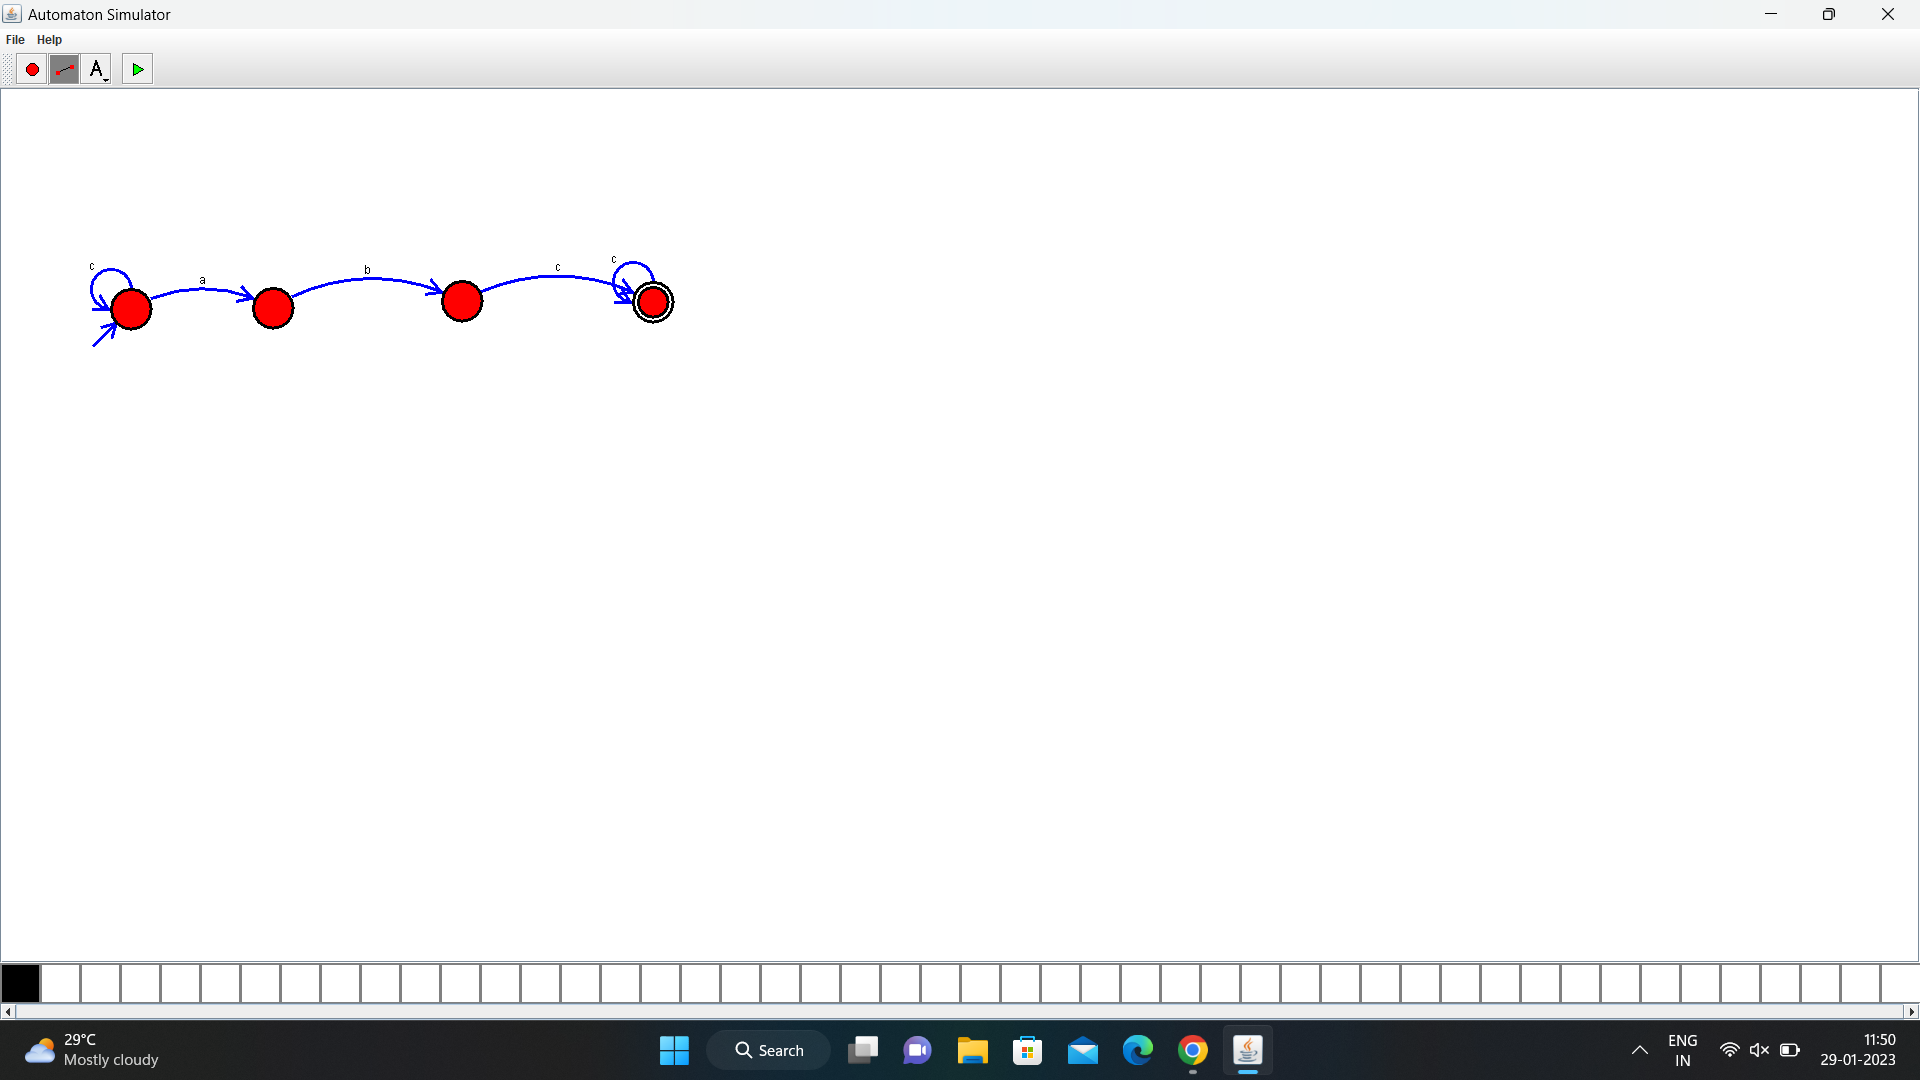 Automaton Simulator
File Help
A
c
a
b
c
c
29°C
Mostly cloudy
Search
ENG
IN
11:50
29-01-2023